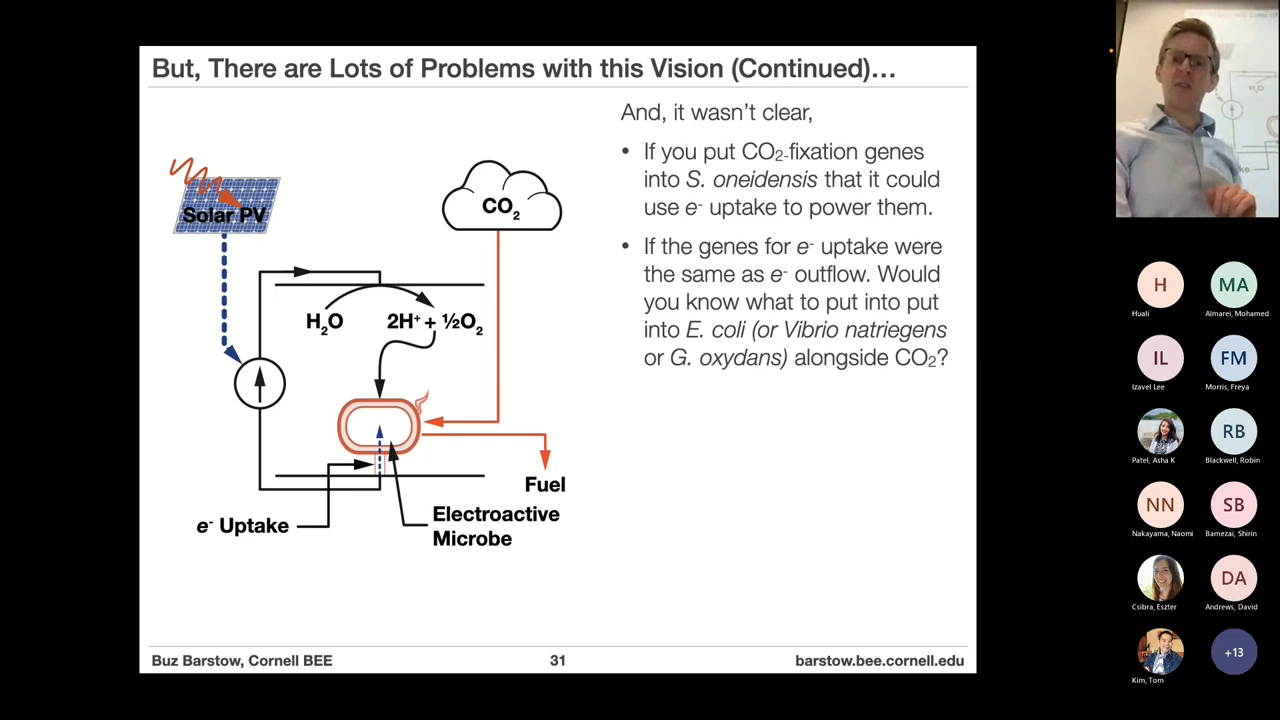 But, There are Lots of Problems with this Vision (Continued)…
And, it wasn’t clear,
• If you put CO₂-fixation genes
into S. oneidensis that it could
use e⁻ uptake to power them.
• If the genes for e⁻ uptake were
the same as e⁻ outflow. Would
you know what to put into put
into E. coli (or Vibrio natriegens
or G. oxydans) alongside CO₂?
Solar PV
CO₂
H₂O
2H⁺ + ½O₂
Fuel
e⁻ Uptake
Electroactive
Microbe
Buz Barstow, Cornell BEE
31
barstow.bee.cornell.edu
H₂O
H
Huali
MA
Almarei, Mohamed
IL
Izavel Lee
FM
Morris, Freya
Patel, Asha K
RB
Blackwell, Robin
NN
Nakayama, Naomi
SB
Bamezai, Shirin
Csibra, Eszter
DA
Andrews, David
Kim, Tom
+13